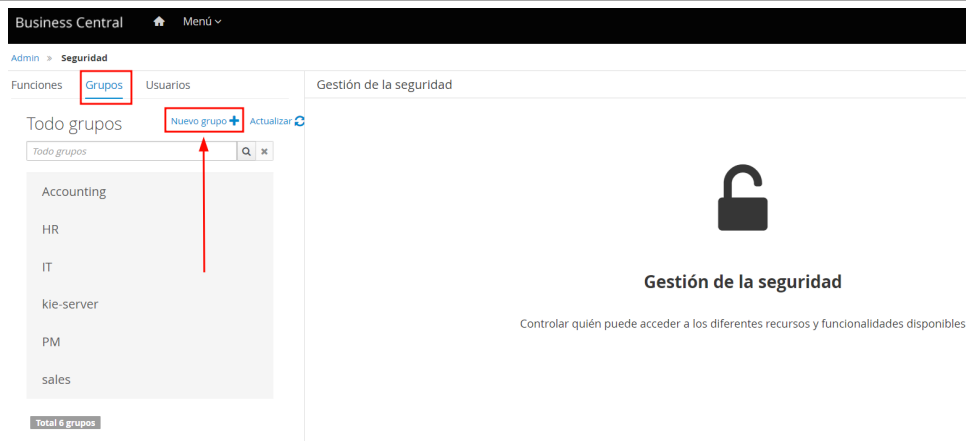 Business Central Menú
Admin » Seguridad
Funciones Grupos Usuarios
Gestión de la seguridad
Todo grupos Nuevo grupo Actualizar
Todo grupos
Accounting
HR
IT
kie-server
PM
sales
Total 6 grupos
Gestión de la seguridad
Controlar quién puede acceder a los diferentes recursos y funcionalidades disponibles